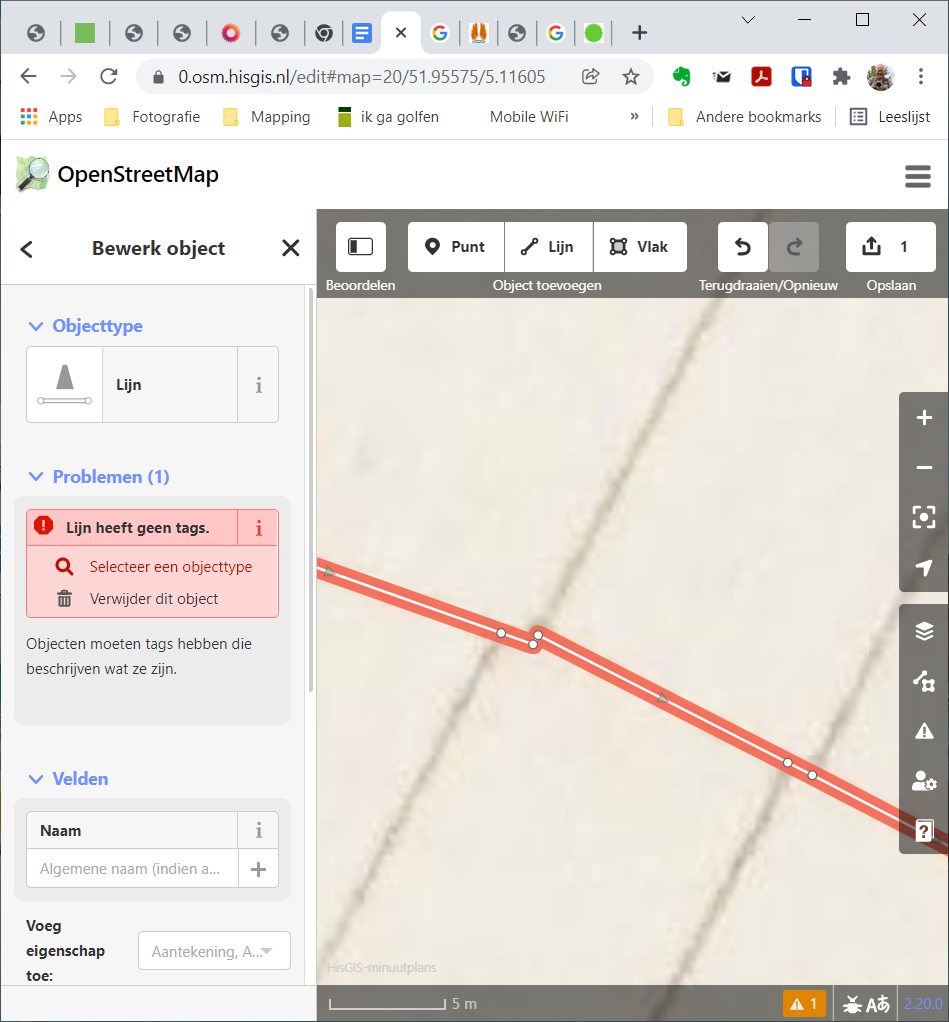 0.osm.hisgis.nl/edit#map=20/51.95575/5.11605
Apps
Fotografie
Mapping
ik ga golfen
Mobile WiFi
»
Andere bookmarks
Leeslijst
OpenStreetMap
Bewerk object
Punt
Lijn
Vlak
1
Beoordelen
Object toevoegen
Terugdraaien/Opnieuw
Opslaan
Objecttype
Lijn
Problemen (1)
Lijn heeft geen tags.
Selecteer een objecttype
Verwijder dit object
Objecten moeten tags hebben die
beschrijven wat ze zijn.
Velden
Naam
Algemene naam (indien a...
Voeg
eigenschap
toe:
Aantekening, A...
HisGIS-minuutplans
5 m
1
Aあ
2.20.0